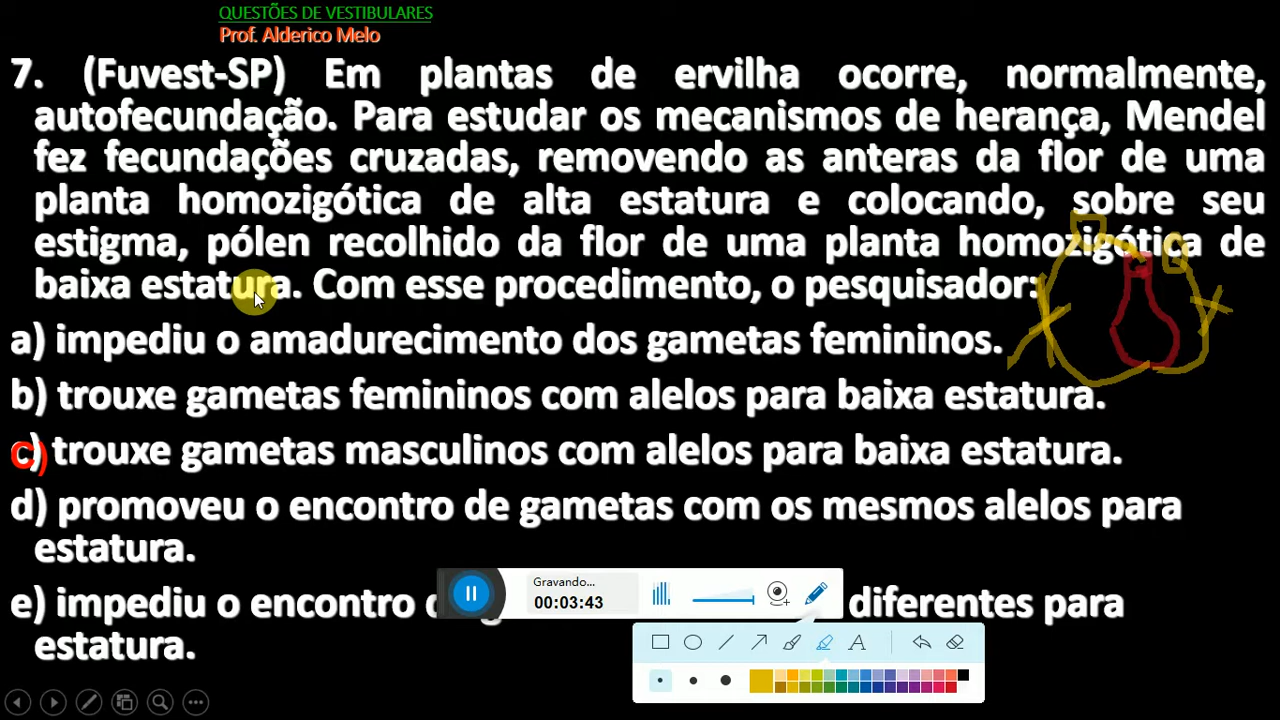 QUESTÕES DE VESTIBULARES
Prof. Alderico Melo
7. (Fuvest-SP) Em plantas de ervilha ocorre, normalmente,
autofecundação. Para estudar os mecanismos de herança, Mendel
fez fecundações cruzadas, removendo as anteras da flor de uma
planta homozigótica de alta estatura e colocando, sobre seu
estigma, pólen recolhido da flor de uma planta homozigótica de
baixa estatura. Com esse procedimento, o pesquisador:
a) impediu o amadurecimento dos gametas femininos.
b) trouxe gametas femininos com alelos para baixa estatura.
c) trouxe gametas masculinos com alelos para baixa estatura.
d) promoveu o encontro de gametas com os mesmos alelos para
estatura.
e) impediu o encontro diferentes para
estatura.
Gravando...
00:03:43
A